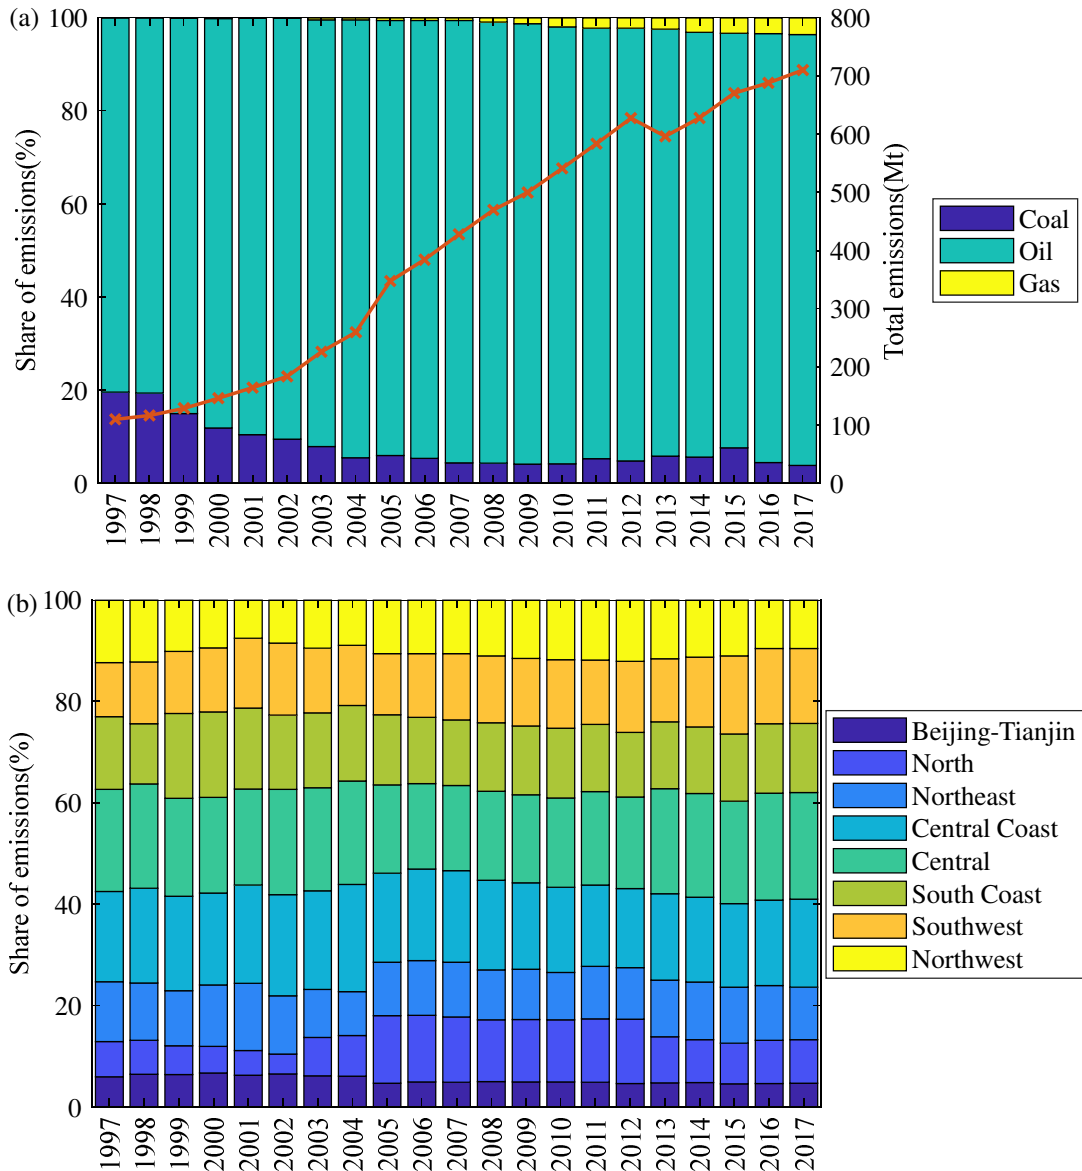 (a)
Share of emissions(%)
100
80
60
40
20
0
800
700
600
500
400
300
200
100
0
Total emissions(Mt)
1997 1998 1999 2000 2001 2002 2003 2004 2005 2006 2007 2008 2009 2010 2011 2012 2013 2014 2015 2016 2017
Coal
Oil
Gas
(b)
Share of emissions(%)
100
80
60
40
20
0
1997 1998 1999 2000 2001 2002 2003 2004 2005 2006 2007 2008 2009 2010 2011 2012 2013 2014 2015 2016 2017
Beijing-Tianjin
North
Northeast
Central Coast
Central
South Coast
Southwest
Northwest